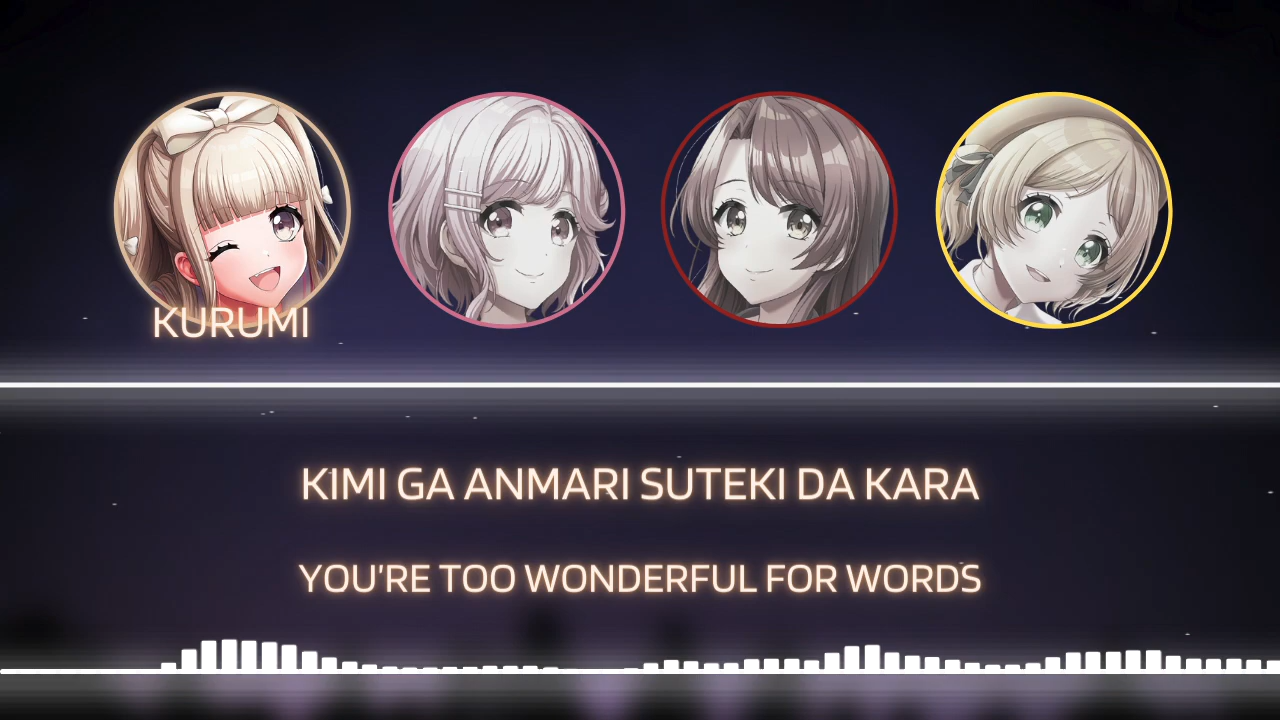 KURUMI
KIMI GA ANMARI SUTEKI DA KARA
YOU'RE TOO WONDERFUL FOR WORDS